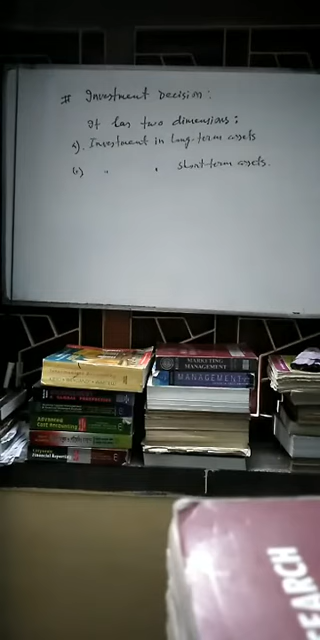 # Investment Decision:
It has two dimensions:
a). Investment in Long-term assets
(b) " " short-term assets.
MARKETING
MANAGEMENT
MANAGEMENT
ADVANCED
COST ACCOUNTING
Corporate
Financial Reporting
EARCH